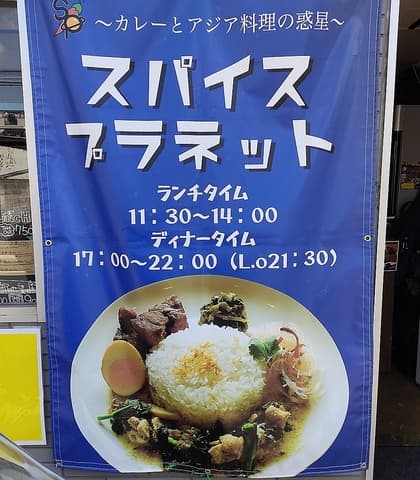 ～カレーとアジア料理の惑星～
スパイス
プラネット
ランチタイム
11：30～14：00
ディナータイム
17：00～22：00（L.o21：30）